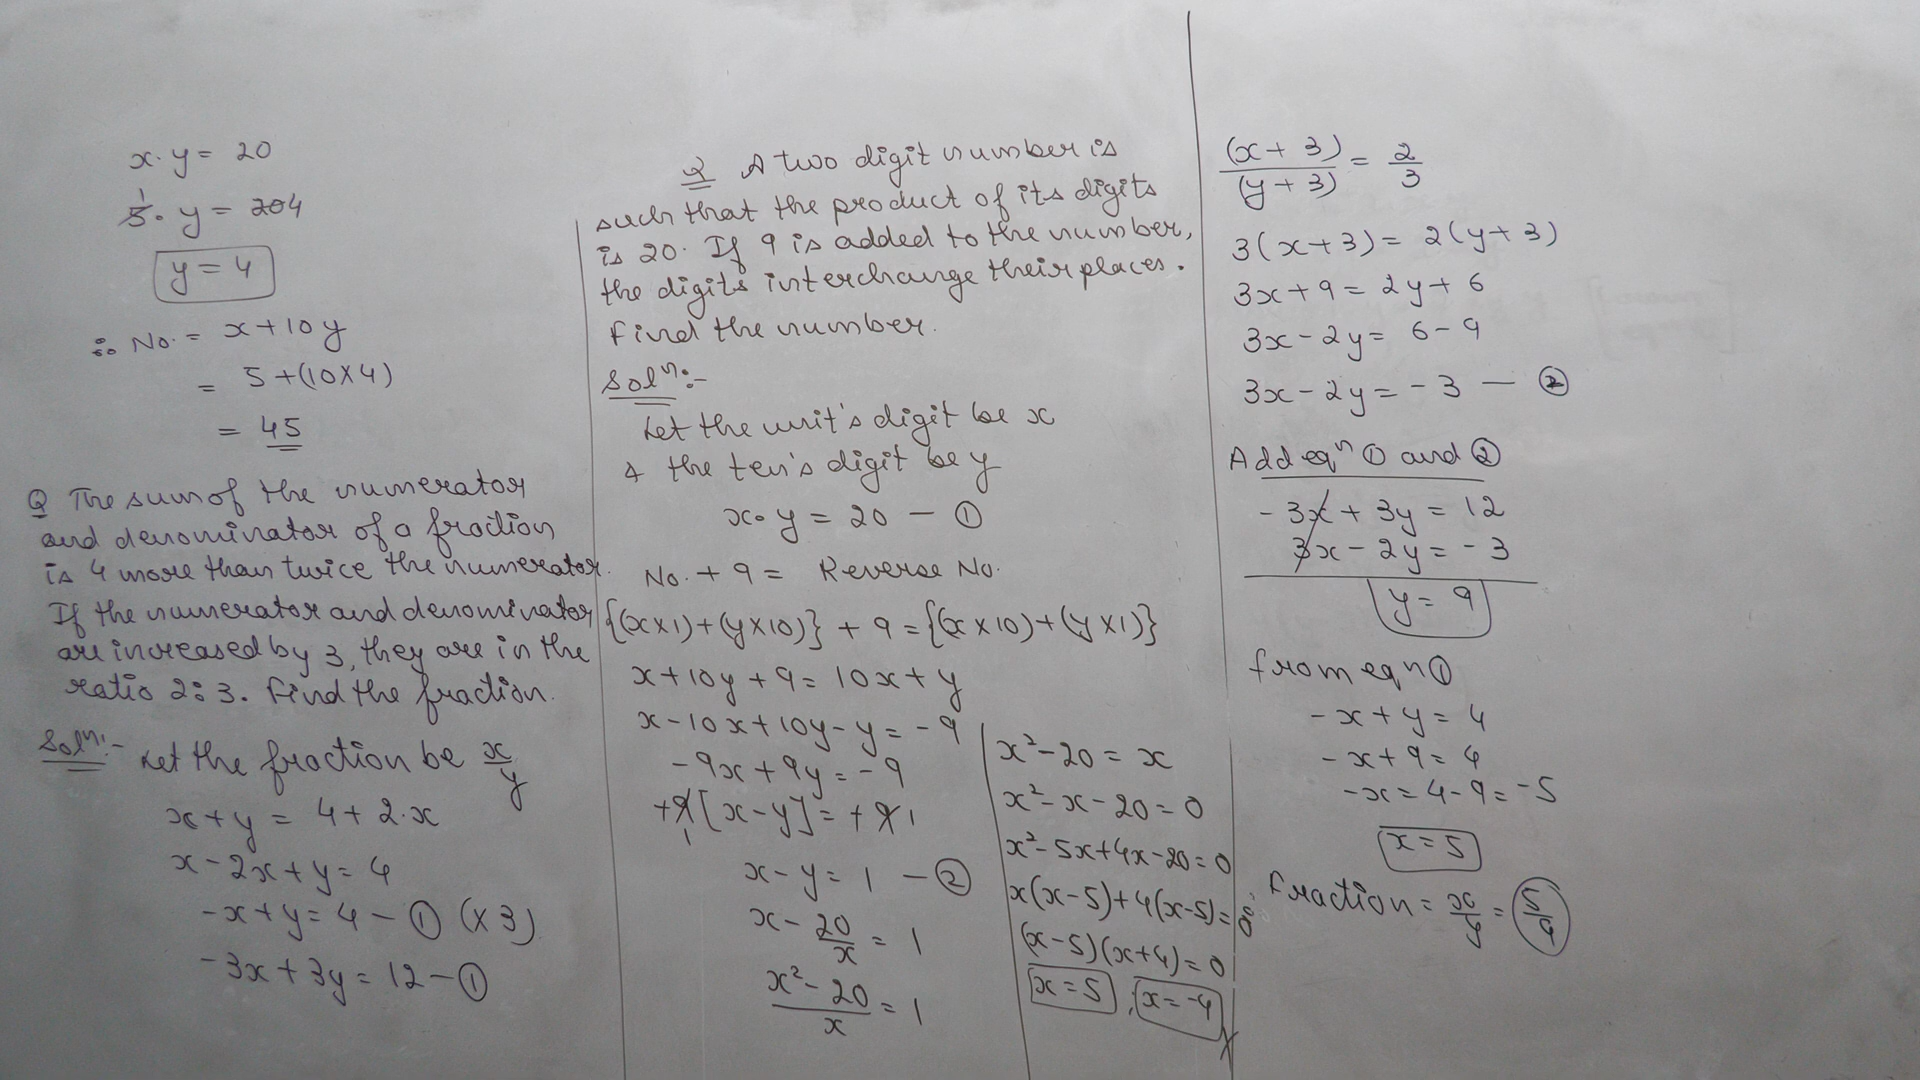 x·y = 20
5·y = 20 4
1
y = 4
∴ No. = x+10y
= 5+(10×4)
= 45
Q The sum of the numerator
and denominator of a fraction
is 4 more than twice the numerator.
If the numerator and denominator
are increased by 3, they are in the
ratio 2:3. Find the fraction.
Solⁿ:- Let the fraction be x/y
x+y = 4+2·x
x-2x+y = 4
-x+y = 4 - ① (×3)
-3x+3y = 12 - ①
Q A two digit number is
such that the product of its digits
is 20. If 9 is added to the number,
the digits interchange their places.
Find the number.
Solⁿ:-
Let the unit's digit be x
& the ten's digit be y
x·y = 20 - ①
No. + 9 = Reverse No.
{(x×1)+(y×10)} + 9 = {(x×10)+(y×1)}
x+10y+9 = 10x+y
x-10x+10y-y = -9
-9x+9y = -9
+9[x-y] = +9 1
1
x-y = 1 - ②
x - 20/x = 1
x²-20/x = 1
x²-20 = x
x²-x-20 = 0
x²-5x+4x-20 = 0
x(x-5)+4(x-5) = 0
(x-5)(x+4) = 0
x = 5 , x = -4
(x+3)/(y+3) = 2/3
3(x+3) = 2(y+3)
3x+9 = 2y+6
3x-2y = 6-9
3x-2y = -3 - ②
Add eqⁿ ① and ②
-3x+3y = 12
3x-2y = -3
y = 9
from eqn ①
-x+y = 4
-x+9 = 4
-x = 4-9 = -5
x = 5
∴ Fraction = x/y = 5/9